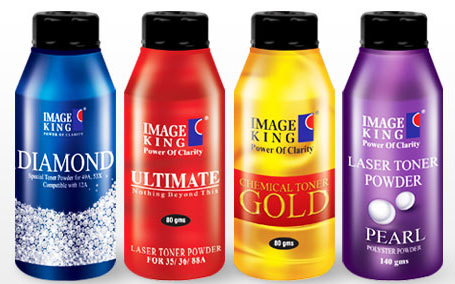 IMAGE
KING
Power Of Clarity
DIAMOND
Special Toner Powder for 49A, 53A
Compatible with 12A
IMAGE
KING
Power Of Clarity
ULTIMATE
Nothing Beyond This
80 gms
LASER TONER POWDER
FOR 35/ 36/ 88A
IMAGE
KING
Power Of Clarity
CHEMICAL TONER
GOLD
80 gms
IMAGE
KING
Power Of Clarity
LASER TONER
POWDER
PEARL
POLYSTER POWDER
140 gms